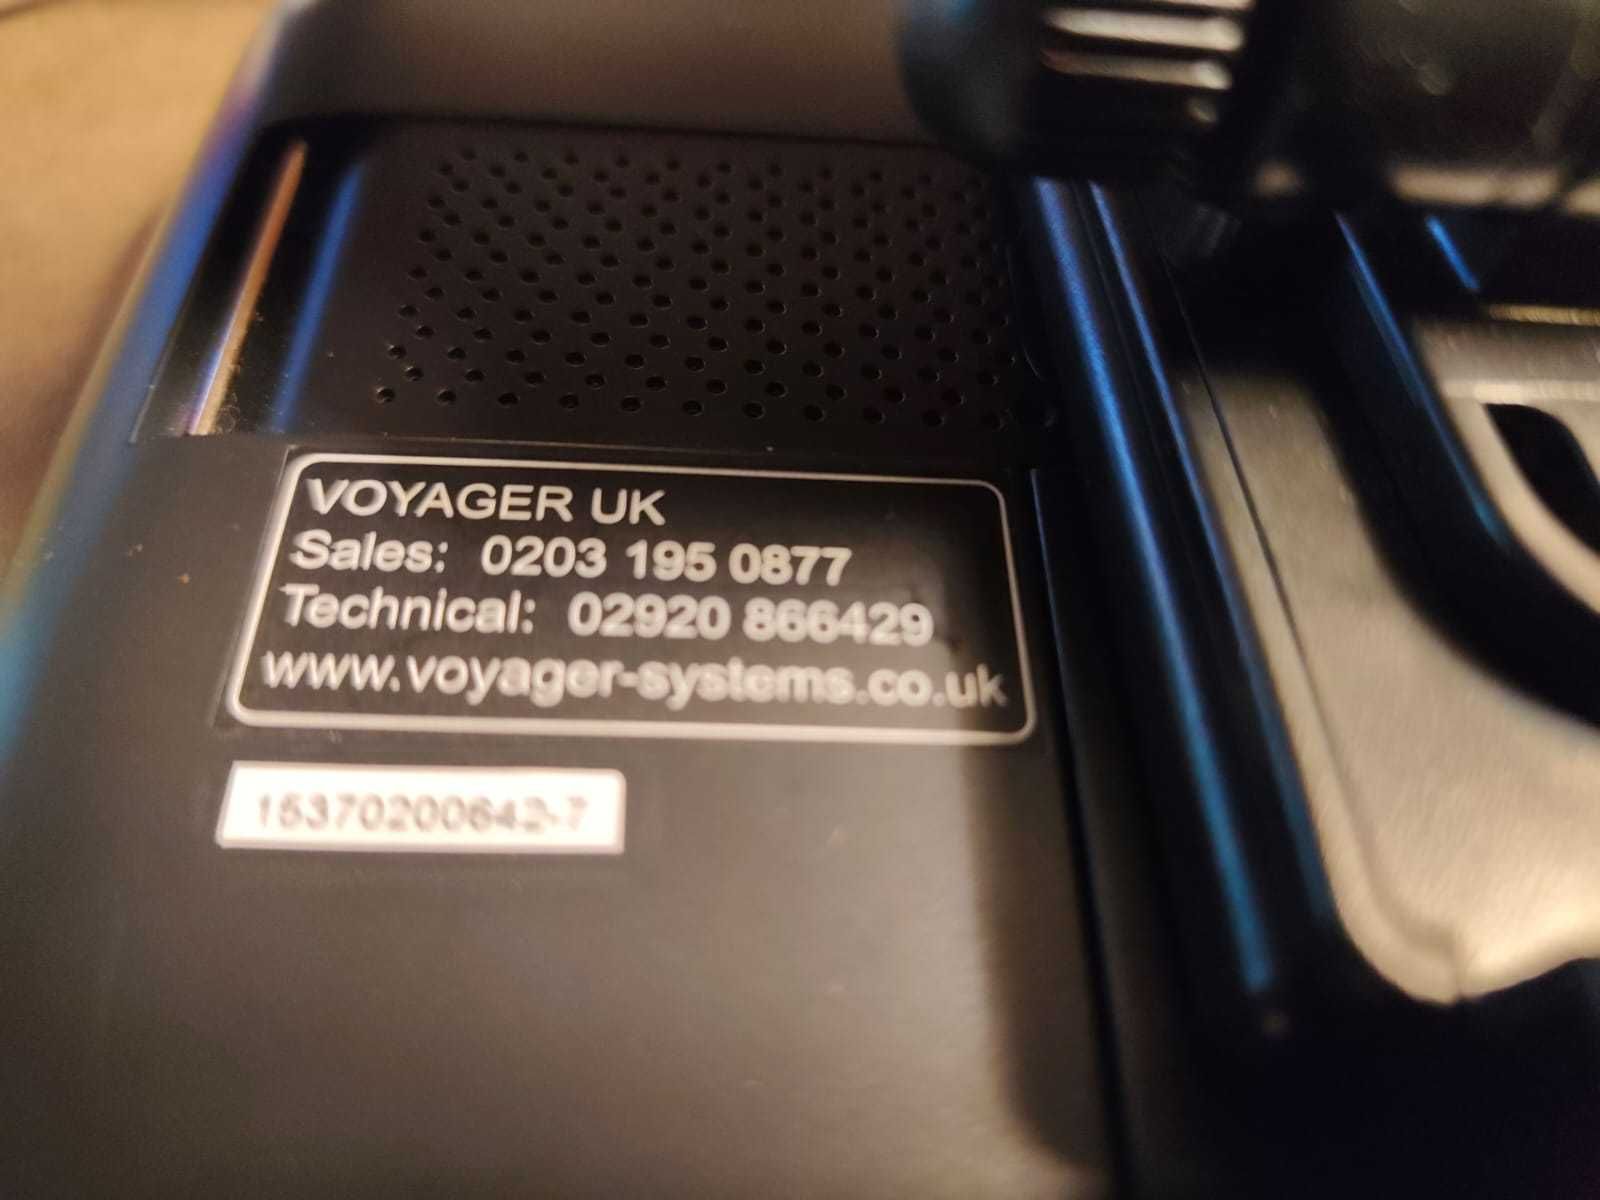 VOYAGER UK
Sales: 0203 195 0877
Technical: 02920 866429
www.voyager-systems.co.uk
15370200642-7